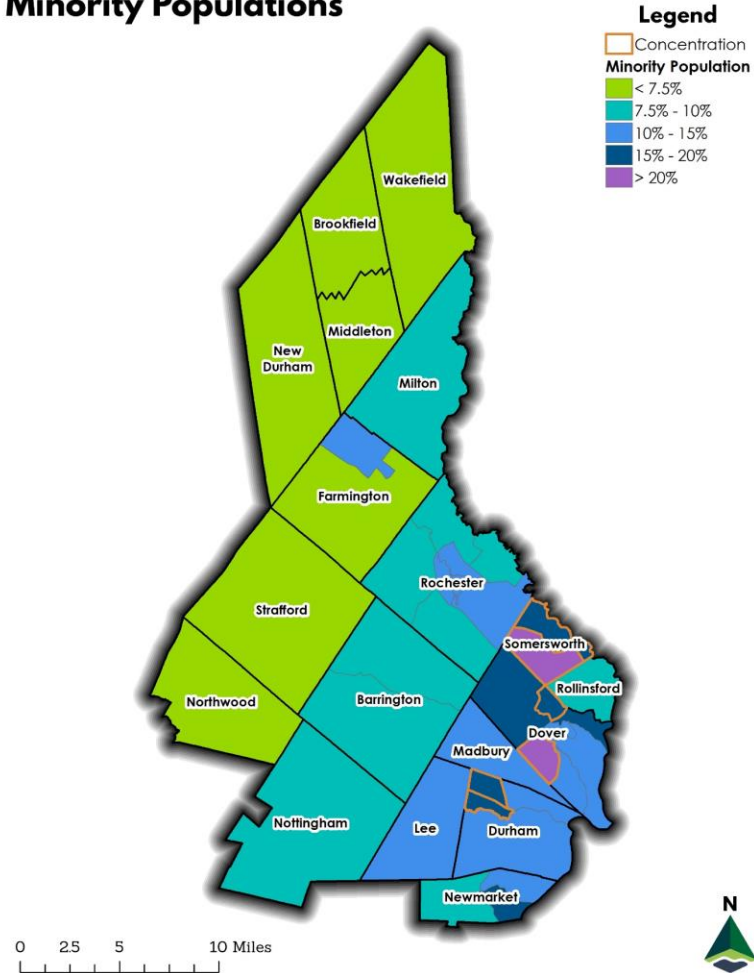 Minority Populations
Legend
Concentration
Minority Population
< 7.5%
7.5% - 10%
10% - 15%
15% - 20%
> 20%
Wakefield
Brookfield
Middleton
New
Durham
Milton
Farmington
Rochester
Strafford
Somersworth
Rollinsford
Barrington
Northwood
Dover
Madbury
Nottingham
Lee
Durham
Newmarket
N
0 2.5 5 10 Miles